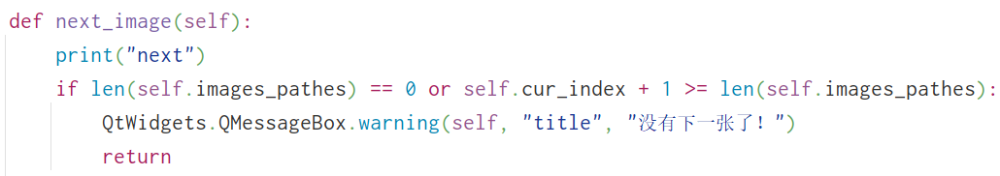 def next_image(self):
    print("next")
    if len(self.images_pathes) == 0 or self.cur_index + 1 >= len(self.images_pathes):
        QtWidgets.QMessageBox.warning(self, "title", "没有下一张了！")
        return